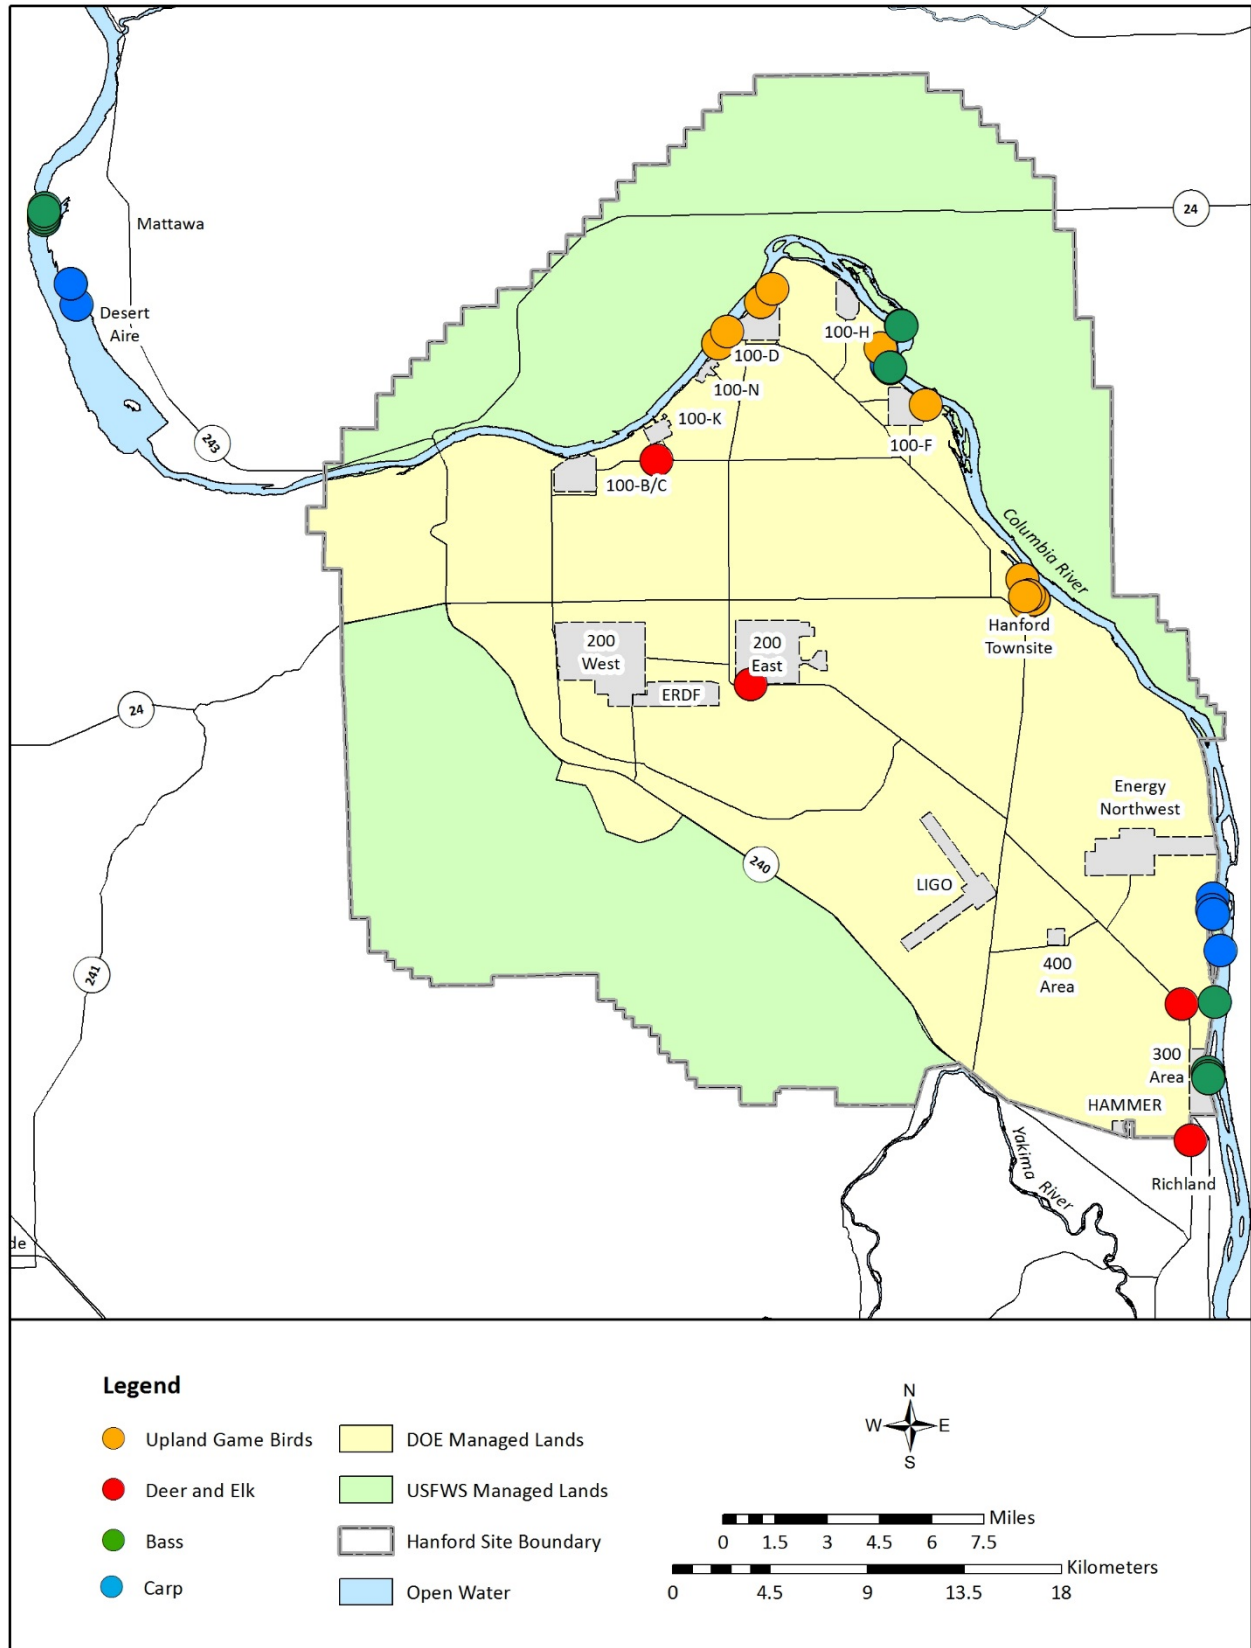 24
Mattawa
Desert
Aire
100-H
100-D
100-N
100-K
243
100-F
100-B/C
Columbia River
Hanford
Townsite
200
West
200
East
ERDF
24
Energy
Northwest
240
LIGO
241
400
Area
300
Area
HAMMER
Yakima River
Richland
de
Legend
Upland Game Birds
DOE Managed Lands
Deer and Elk
USFWS Managed Lands
Bass
Hanford Site Boundary
Carp
Open Water
N
W E
S
Miles
0 1.5 3 4.5 6 7.5
Kilometers
0 4.5 9 13.5 18